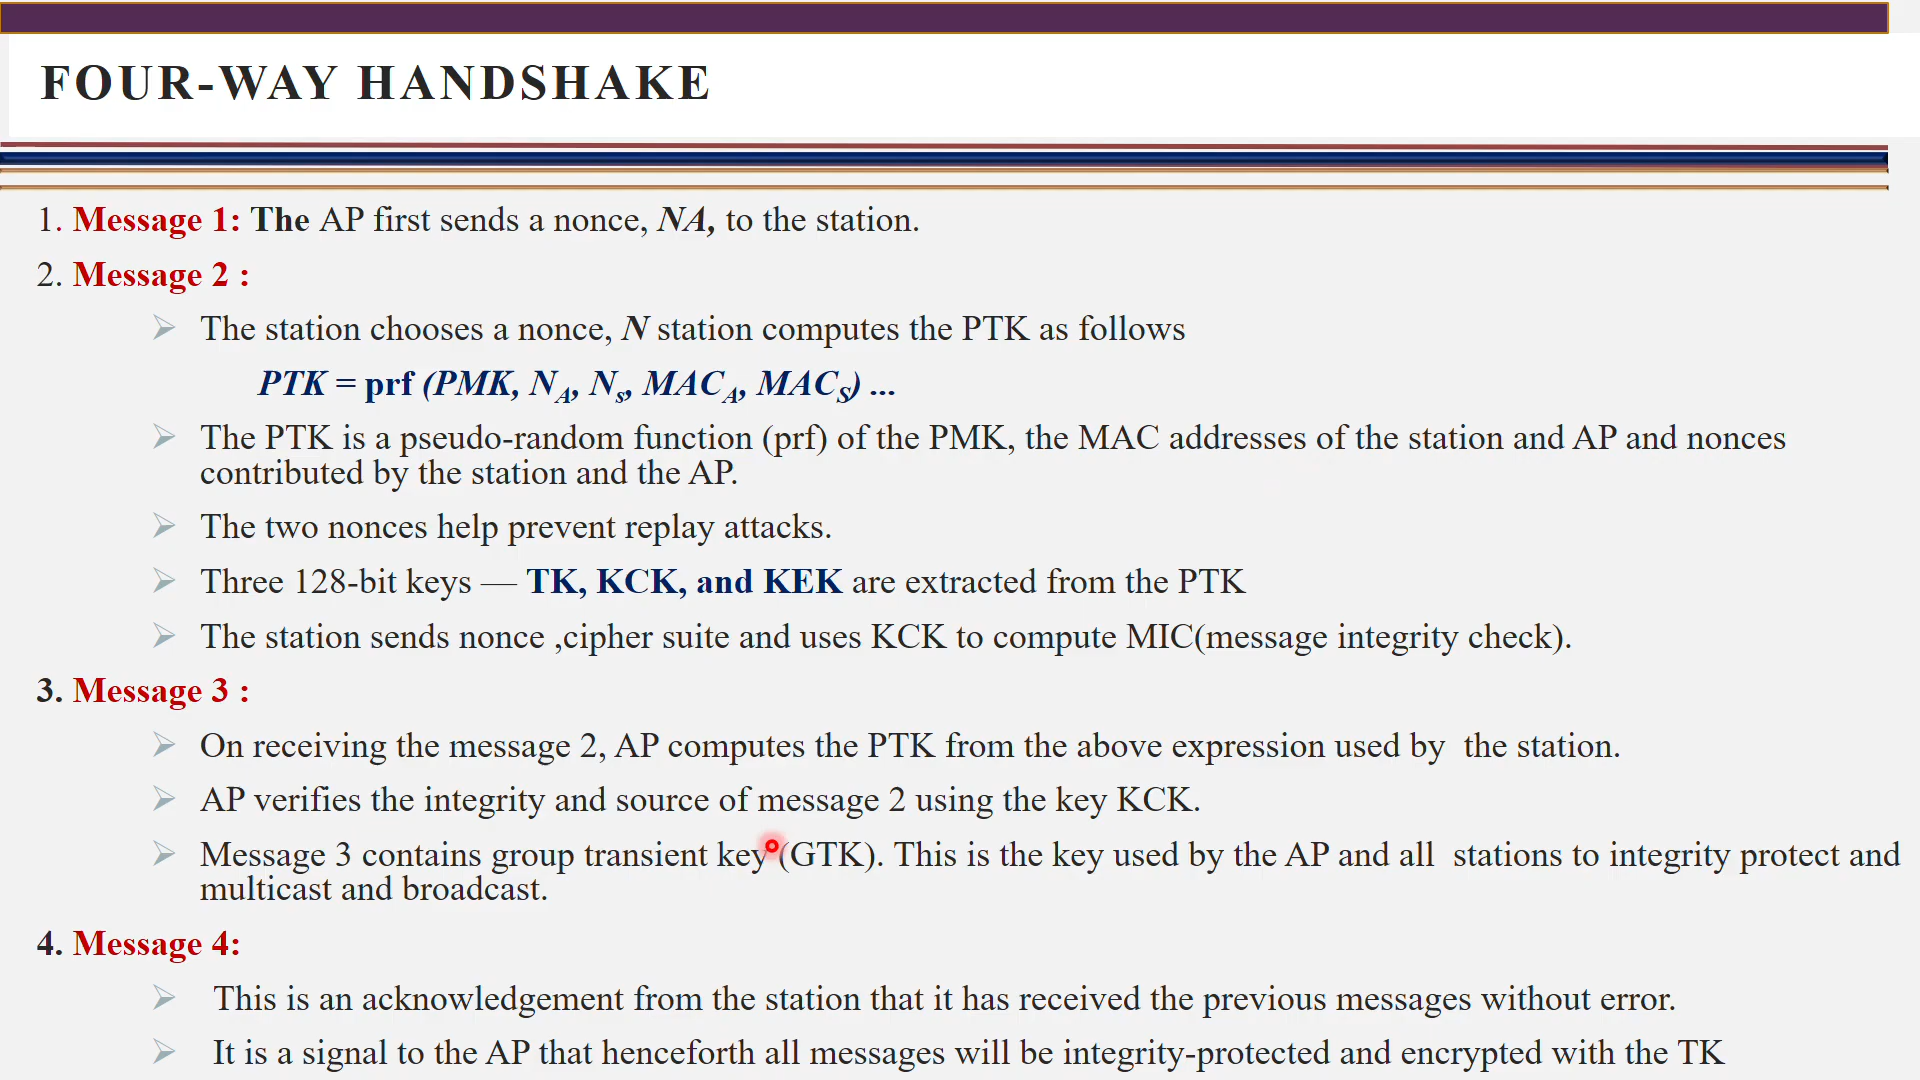 FOUR-WAY HANDSHAKE
1. Message 1: The AP first sends a nonce, NA, to the station.
2. Message 2 :
➢ The station chooses a nonce, N station computes the PTK as follows
PTK = prf (PMK, N_A, N_s, MAC_A, MAC_S) ...
➢ The PTK is a pseudo-random function (prf) of the PMK, the MAC addresses of the station and AP and nonces
contributed by the station and the AP.
➢ The two nonces help prevent replay attacks.
➢ Three 128-bit keys — TK, KCK, and KEK are extracted from the PTK
➢ The station sends nonce ,cipher suite and uses KCK to compute MIC(message integrity check).
3. Message 3 :
➢ On receiving the message 2, AP computes the PTK from the above expression used by the station.
➢ AP verifies the integrity and source of message 2 using the key KCK.
➢ Message 3 contains group transient key (GTK). This is the key used by the AP and all stations to integrity protect and
multicast and broadcast.
4. Message 4:
➢ This is an acknowledgement from the station that it has received the previous messages without error.
➢ It is a signal to the AP that henceforth all messages will be integrity-protected and encrypted with the TK